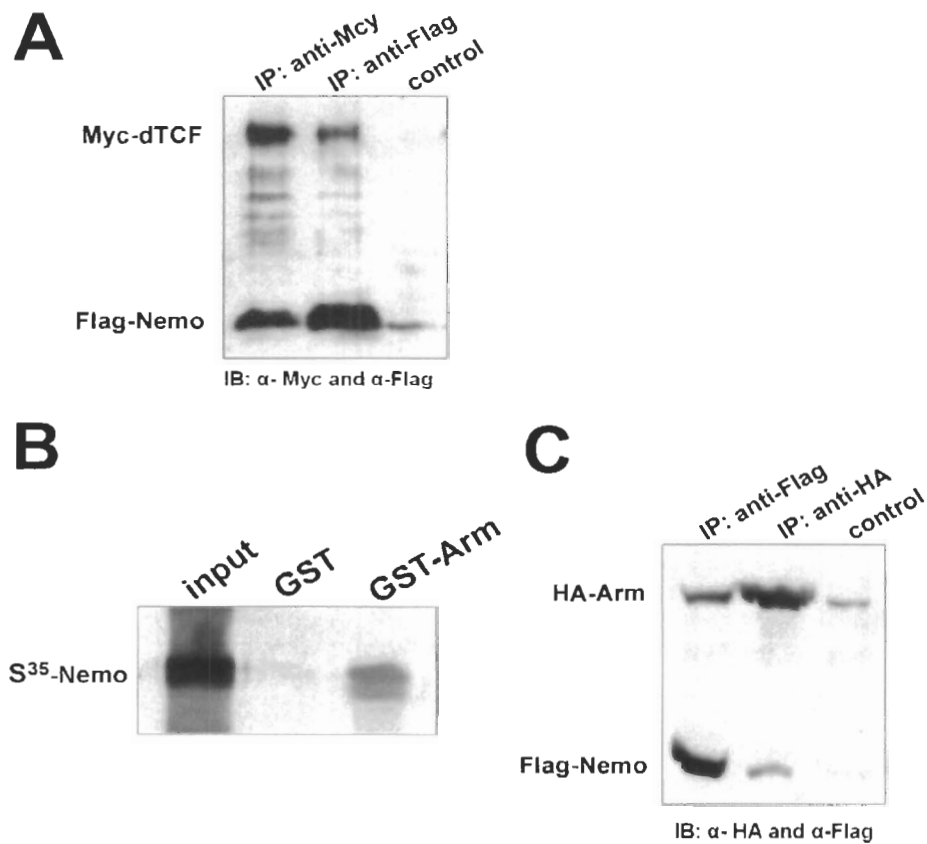 A
IP: anti-Mcy
IP: anti-Flag
control
Myc-dTCF
Flag-Nemo
IB: α- Myc and α-Flag
B
input
GST
GST-Arm
S³⁵-Nemo
C
IP: anti-Flag
IP: anti-HA
control
HA-Arm
Flag-Nemo
IB: α- HA and α-Flag